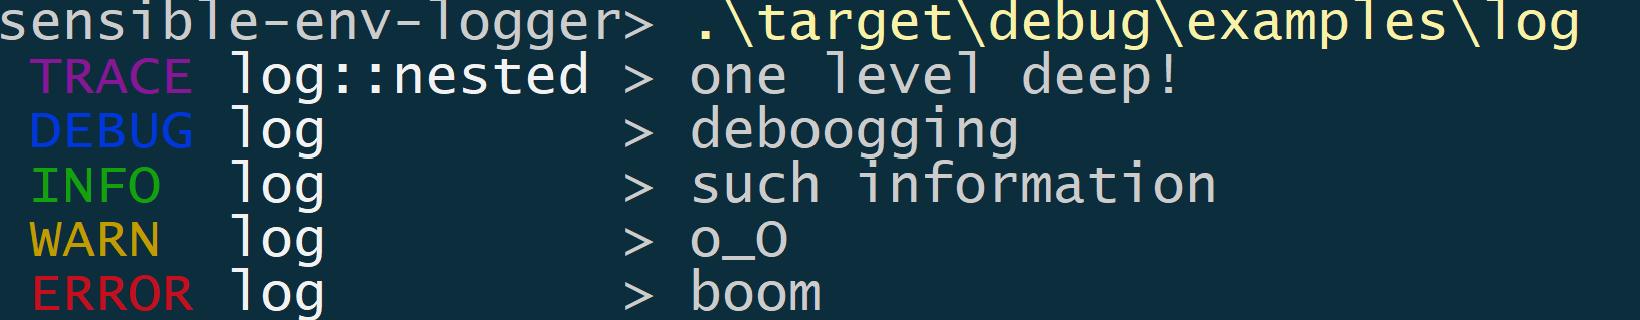 sensible-env-logger> .\target\debug\examples\log
TRACE log::nested > one level deep!
DEBUG log > deboogging
INFO log > such information
WARN log > o_O
ERROR log > boom